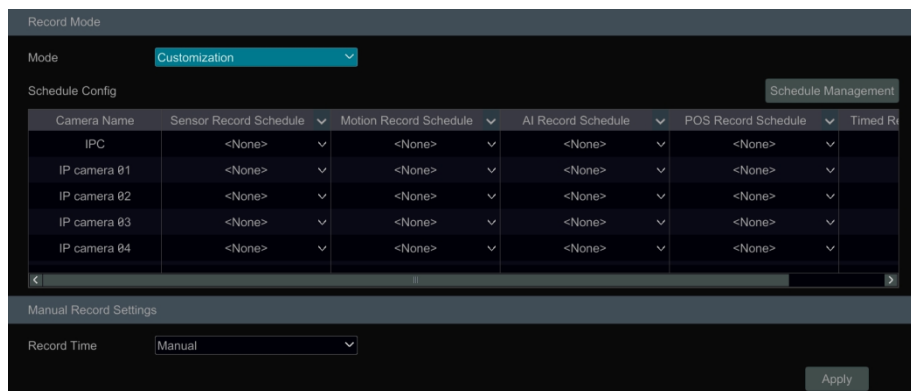 Record Mode
Mode Customization
Schedule Config Schedule Management
Camera Name Sensor Record Schedule Motion Record Schedule AI Record Schedule POS Record Schedule Timed Re
IPC <None> <None> <None> <None>
IP camera 01 <None> <None> <None> <None>
IP camera 02 <None> <None> <None> <None>
IP camera 03 <None> <None> <None> <None>
IP camera 04 <None> <None> <None> <None>
Manual Record Settings
Record Time Manual
Apply